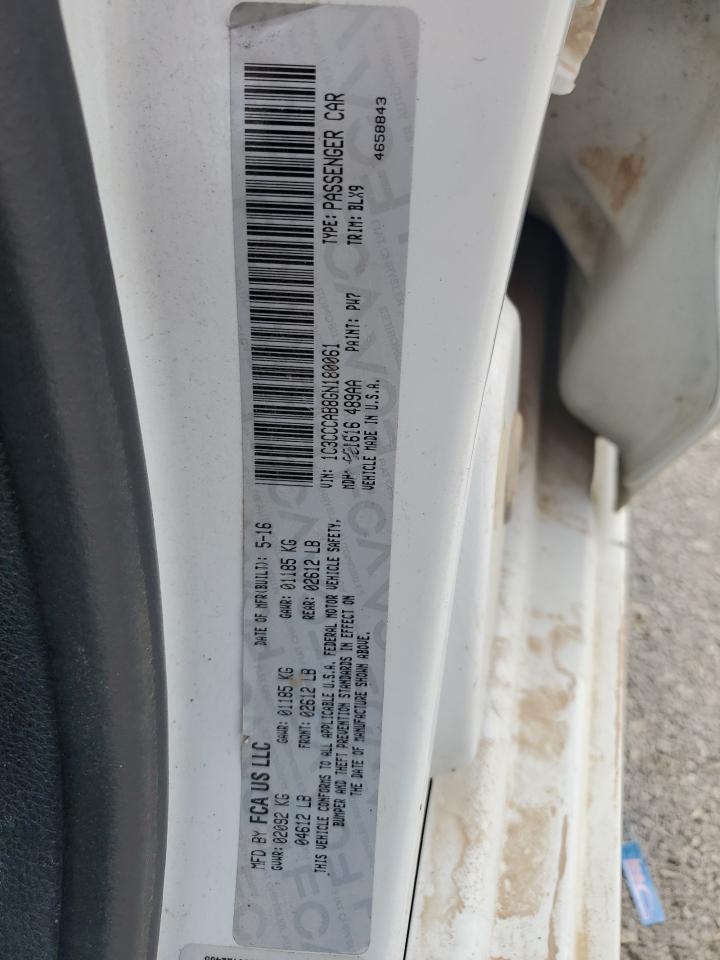 MFD BY FCA US LLC
DATE OF MFR(BUILT): 5-16
GVWR: 02092 KG
GAWR: 01185 KG
GAWR: 01185 KG
04612 LB
FRONT: 02612 LB
REAR: 02612 LB
THIS VEHICLE CONFORMS TO ALL APPLICABLE U.S.A. FEDERAL MOTOR VEHICLE SAFETY,
BUMPER AND THEFT PREVENTION STANDARDS IN EFFECT ON
THE DATE OF MANUFACTURE SHOWN ABOVE.
VIN: 1C3CCCAB8GN180061
TYPE: PASSENGER CAR
489AA
PAINT: PW7
TRIM: BLX9
VEHICLE MADE IN U.S.A.
4658843